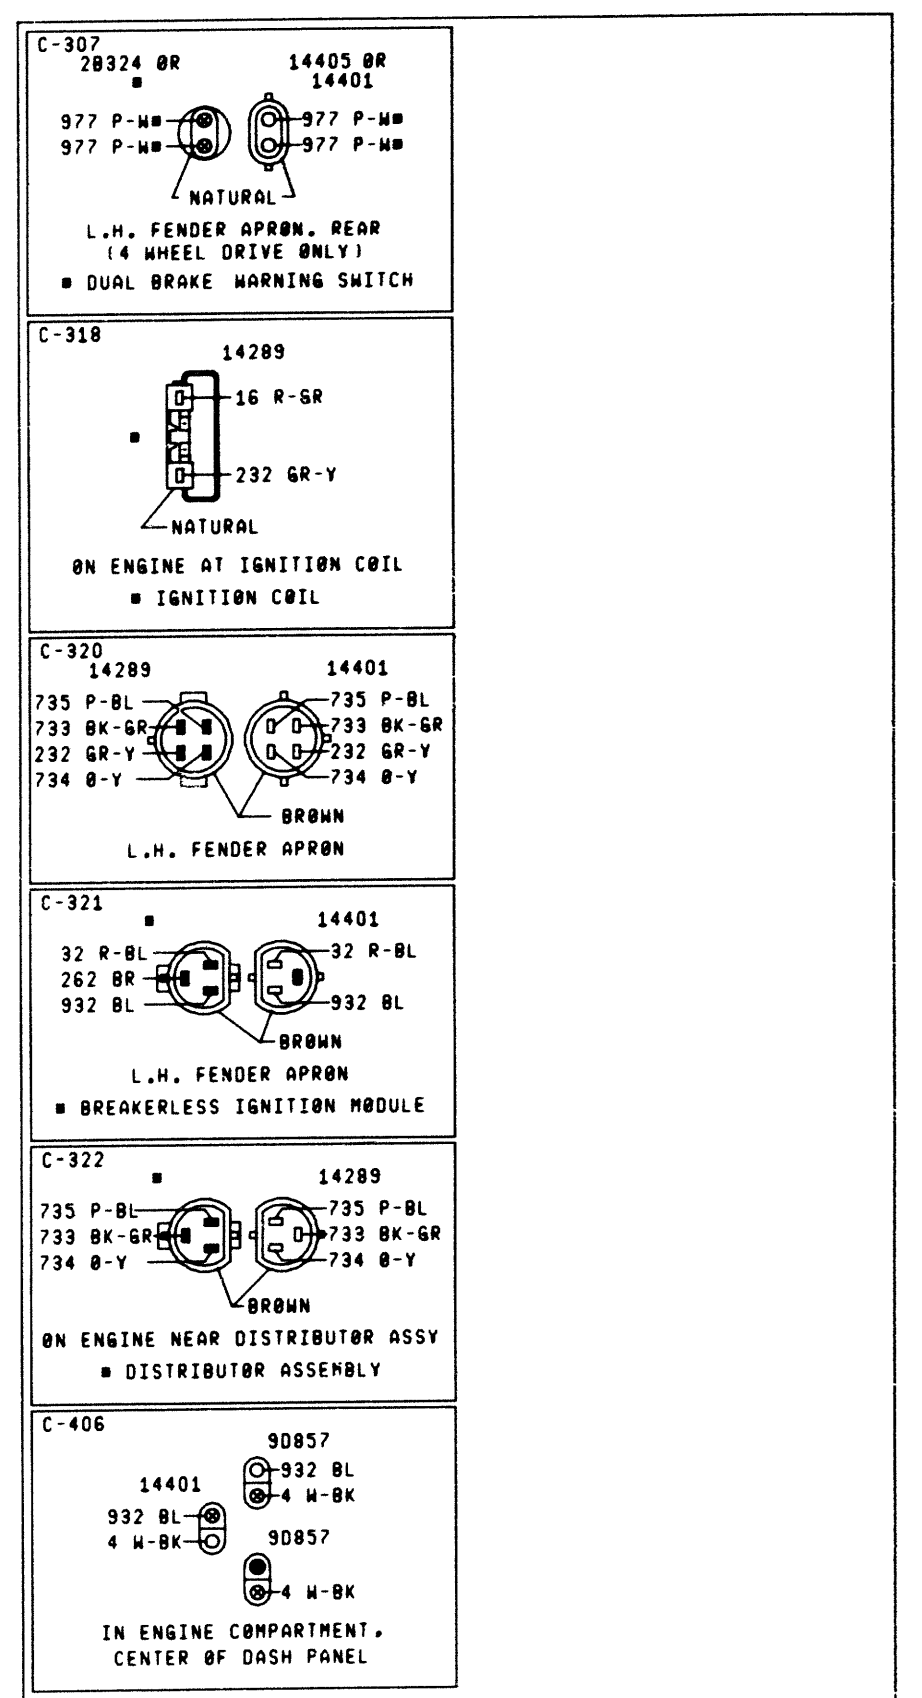 C-307
2B324 OR 14405 OR
■ 14401
977 P-W■ 977 P-W■
977 P-W■ 977 P-W■
NATURAL
L.H. FENDER APRON. REAR
(4 WHEEL DRIVE ONLY)
■ DUAL BRAKE WARNING SWITCH
C-318
14289
16 R-GR
■
232 GR-Y
NATURAL
ON ENGINE AT IGNITION COIL
■ IGNITION COIL
C-320
14289 14401
735 P-BL 735 P-BL
733 BK-GR 733 BK-GR
232 GR-Y 232 GR-Y
734 O-Y 734 O-Y
BROWN
L.H. FENDER APRON
C-321
■ 14401
32 R-BL 32 R-BL
262 BR
932 BL 932 BL
BROWN
L.H. FENDER APRON
■ BREAKERLESS IGNITION MODULE
C-322
■ 14289
735 P-BL 735 P-BL
733 BK-GR 733 BK-GR
734 O-Y 734 O-Y
BROWN
ON ENGINE NEAR DISTRIBUTOR ASSY
■ DISTRIBUTOR ASSEMBLY
C-406
9D857
932 BL
14401
4 W-BK
932 BL
4 W-BK
9D857
4 W-BK
IN ENGINE COMPARTMENT.
CENTER OF DASH PANEL